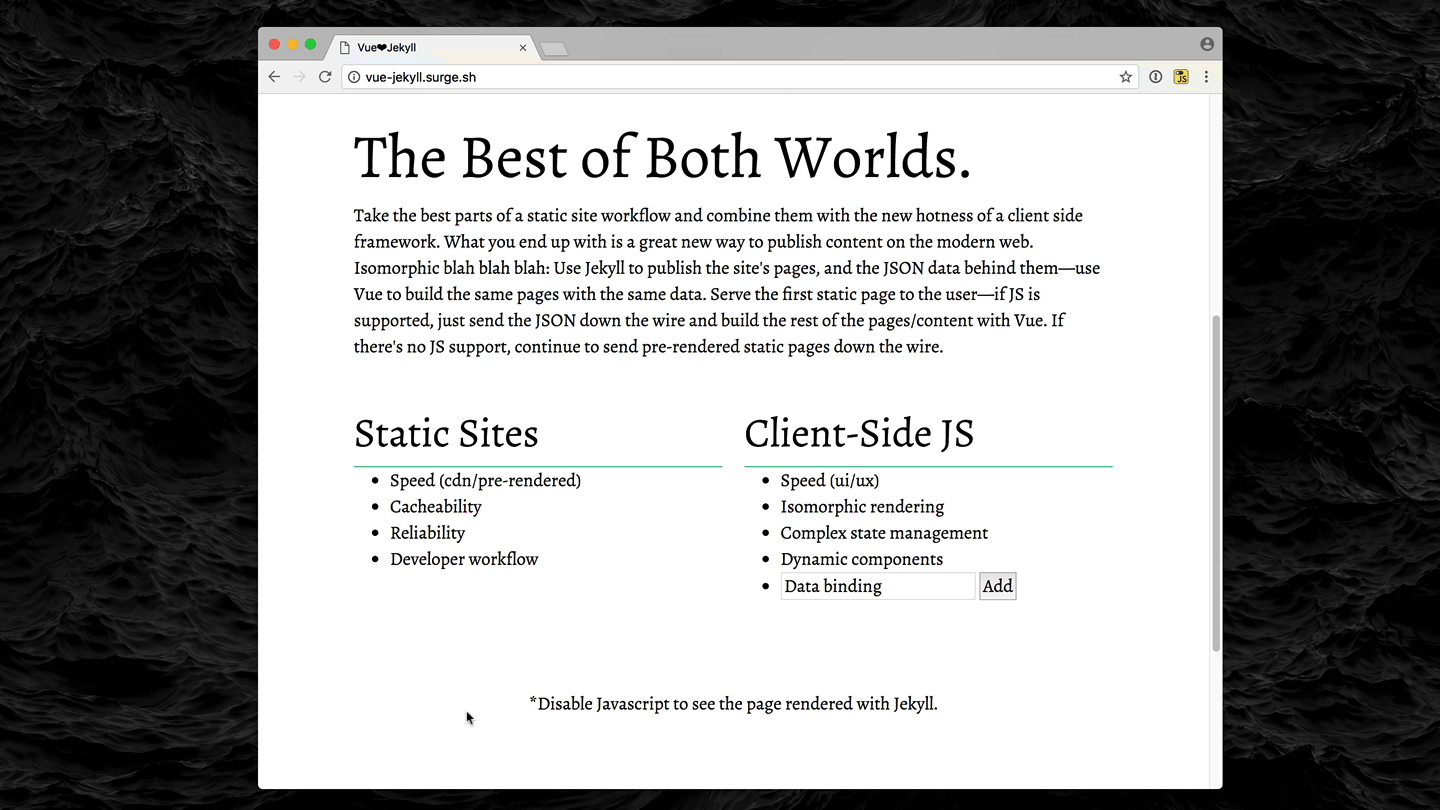 Vue❤Jekyll
vue-jekyll.surge.sh
JS
The Best of Both Worlds.
Take the best parts of a static site workflow and combine them with the new hotness of a client side
framework. What you end up with is a great new way to publish content on the modern web.
Isomorphic blah blah blah: Use Jekyll to publish the site's pages, and the JSON data behind them—use
Vue to build the same pages with the same data. Serve the first static page to the user—if JS is
supported, just send the JSON down the wire and build the rest of the pages/content with Vue. If
there's no JS support, continue to send pre-rendered static pages down the wire.
Static Sites
• Speed (cdn/pre-rendered)
• Cacheability
• Reliability
• Developer workflow
Client-Side JS
• Speed (ui/ux)
• Isomorphic rendering
• Complex state management
• Dynamic components
• Data binding Add
*Disable Javascript to see the page rendered with Jekyll.